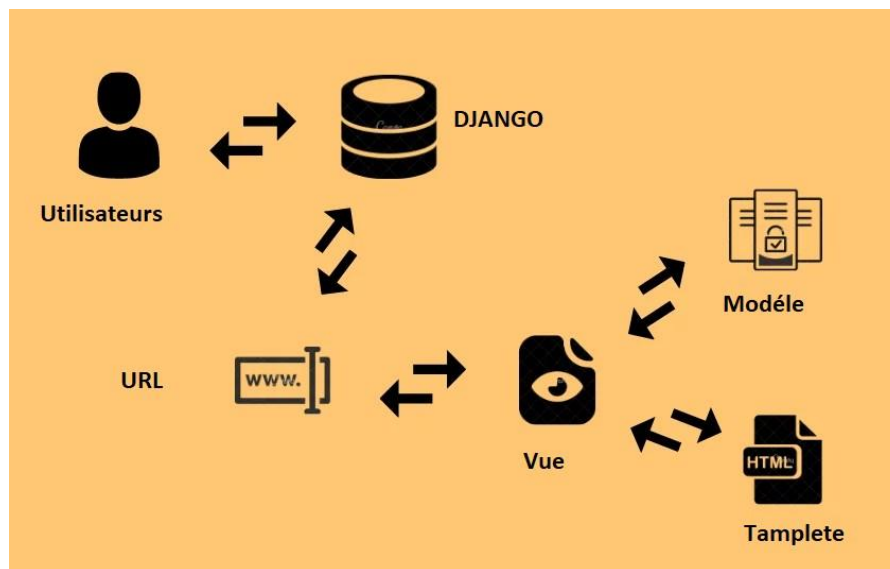 DJANGO
Utilisateurs
Modéle
URL
www.
Vue
HTML
Tamplete